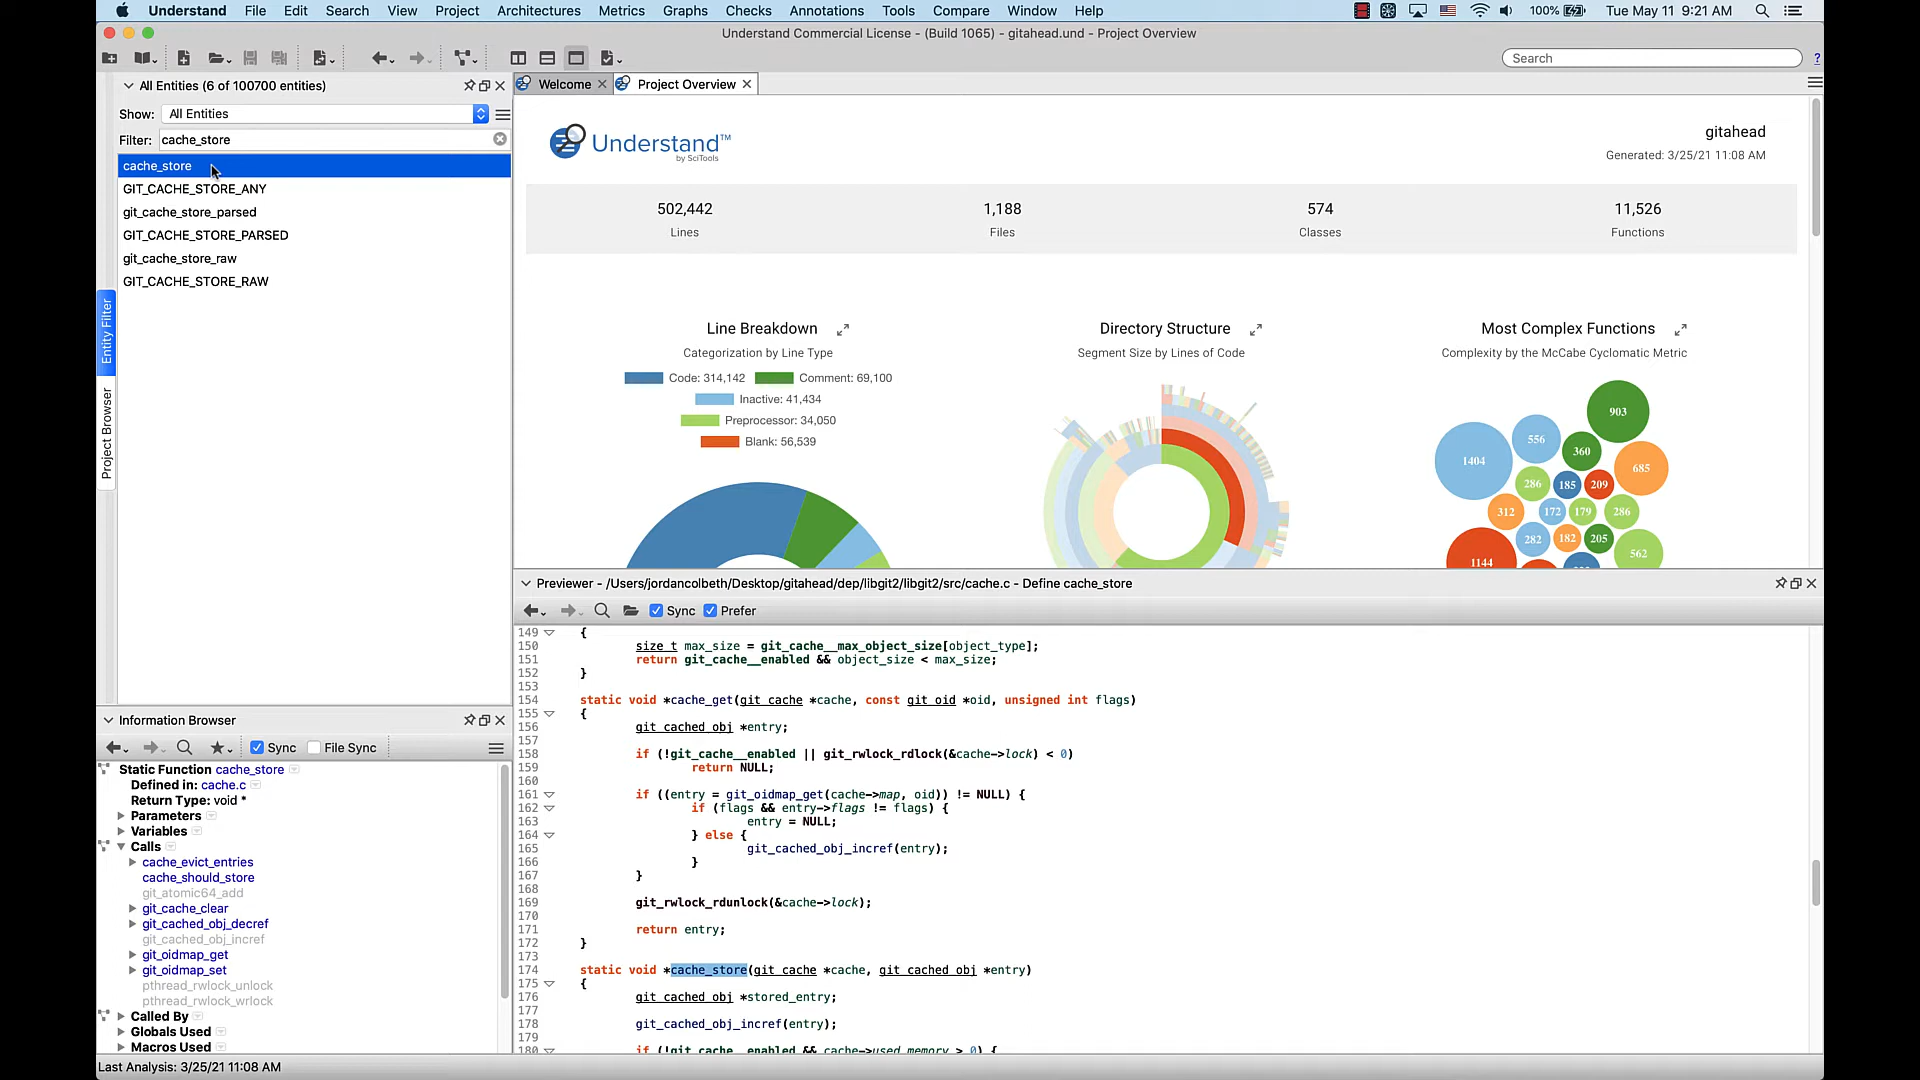 Understand File Edit Search View Project Architectures Metrics Graphs Checks Annotations Tools Compare Window Help 100% Tue May 11 9:21 AM
Understand Commercial License - (Build 1065) - gitahead.und - Project Overview
Search ?
All Entities (6 of 100700 entities)
Show: All Entities
Filter: cache_store
cache_store
GIT_CACHE_STORE_ANY
git_cache_store_parsed
GIT_CACHE_STORE_PARSED
git_cache_store_raw
GIT_CACHE_STORE_RAW
Entity Filter
Project Browser
Welcome Project Overview
Understand™
by SciTools
gitahead
Generated: 3/25/21 11:08 AM
502,442 1,188 574 11,526
Lines Files Classes Functions
Line Breakdown
Categorization by Line Type
Code: 314,142 Comment: 69,100
Inactive: 41,434
Preprocessor: 34,050
Blank: 56,539
Directory Structure
Segment Size by Lines of Code
Most Complex Functions
Complexity by the McCabe Cyclomatic Metric
903
556
1404 360
685
286 185 209
312 172 179 286
282 182 205
562
1144
Information Browser
Sync File Sync
Static Function cache_store
Defined in: cache.c
Return Type: void *
Parameters
Variables
Calls
cache_evict_entries
cache_should_store
git_atomic64_add
git_cache_clear
git_cached_obj_decref
git_cached_obj_incref
git_oidmap_get
git_oidmap_set
pthread_rwlock_unlock
pthread_rwlock_wrlock
Called By
Globals Used
Macros Used
Previewer - /Users/jordancolbeth/Desktop/gitahead/dep/libgit2/libgit2/src/cache.c - Define cache_store
Sync Prefer
149 {
150 size_t max_size = git_cache__max_object_size[object_type];
151 return git_cache__enabled && object_size < max_size;
152 }
153
154 static void *cache_get(git_cache *cache, const git_oid *oid, unsigned int flags)
155 {
156 git_cached_obj *entry;
157
158 if (!git_cache__enabled || git_rwlock_rdlock(&cache->lock) < 0)
159 return NULL;
160
161 if ((entry = git_oidmap_get(cache->map, oid)) != NULL) {
162 if (flags && entry->flags != flags) {
163 entry = NULL;
164 } else {
165 git_cached_obj_incref(entry);
166 }
167 }
168
169 git_rwlock_rdunlock(&cache->lock);
170
171 return entry;
172 }
173
174 static void *cache_store(git_cache *cache, git_cached_obj *entry)
175 {
176 git_cached_obj *stored_entry;
177
178 git_cached_obj_incref(entry);
179
180 if (!git_cache__enabled && cache->used_memory > 0) {
Last Analysis: 3/25/21 11:08 AM